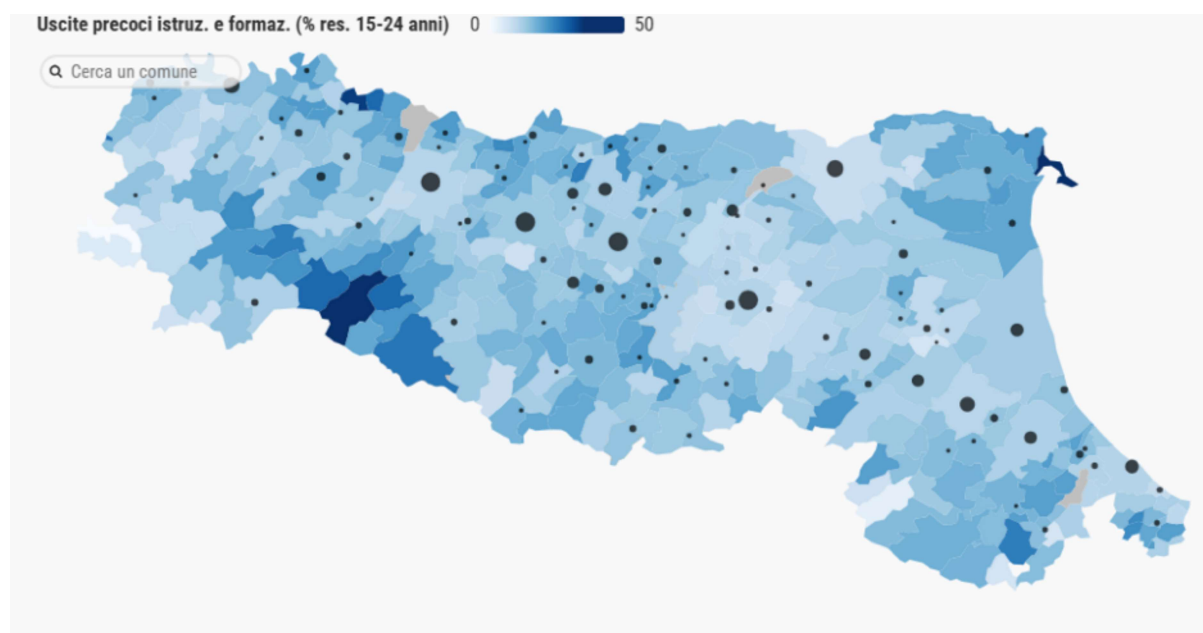 Uscite precoci istruz. e formaz. (% res. 15-24 anni) 0 50
Cerca un comune